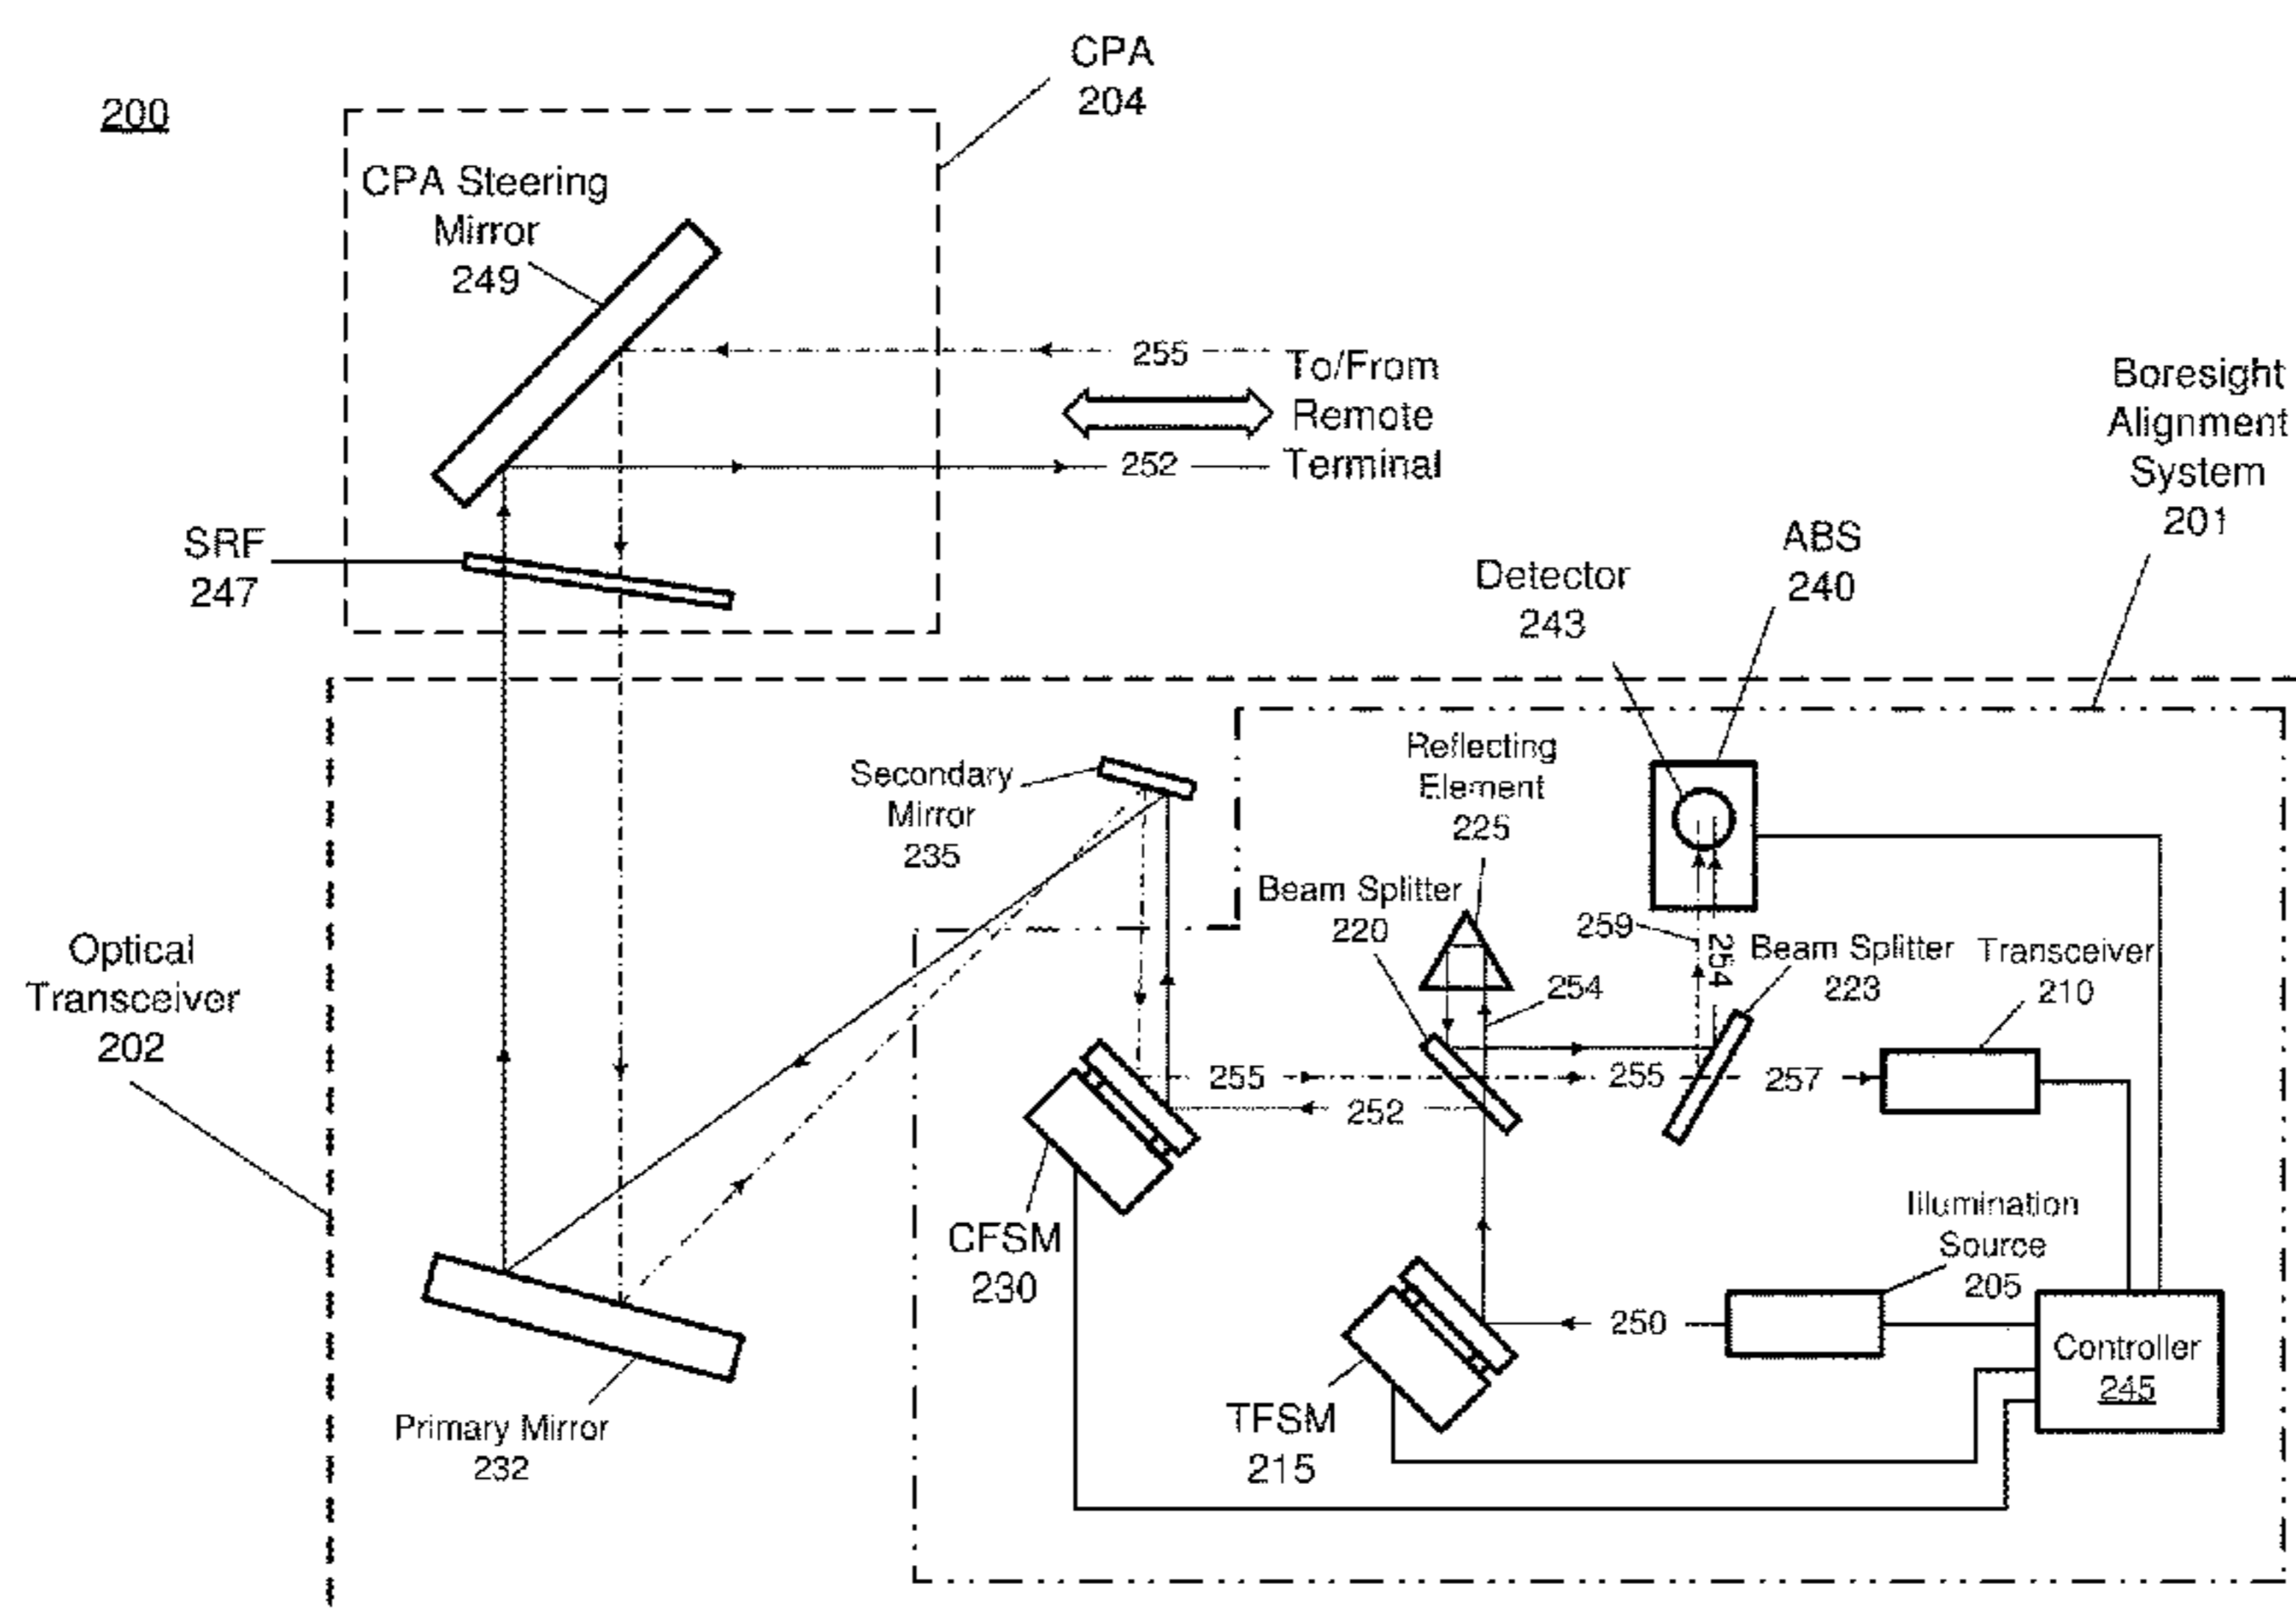 200
CPA
204
CPA Steering
Mirror
249
255
To/From
Remote
Terminal
252
SRF
247
Boresight
Alignment
System
201
ABS
240
Detector
243
Reflecting
Element
225
Secondary
Mirror
235
Beam Splitter
220
259
254
Beam Splitter
223
Transceiver
210
254
Optical
Transceiver
202
255
255
257
252
CFSM
230
Illumination
Source
205
250
Controller
245
TFSM
215
Primary Mirror
232